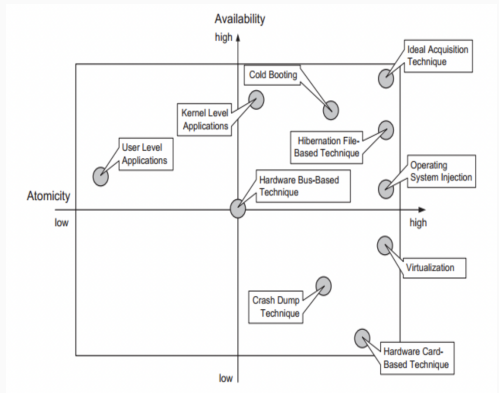 Availability
high
Ideal Acquisition
Technique
Cold Booting
Kernel Level
Applications
Hibernation File-
Based Technique
User Level
Applications
Operating
System Injection
Hardware Bus-Based
Technique
Atomicity
low
high
Virtualization
Crash Dump
Technique
Hardware Card-
Based Technique
low